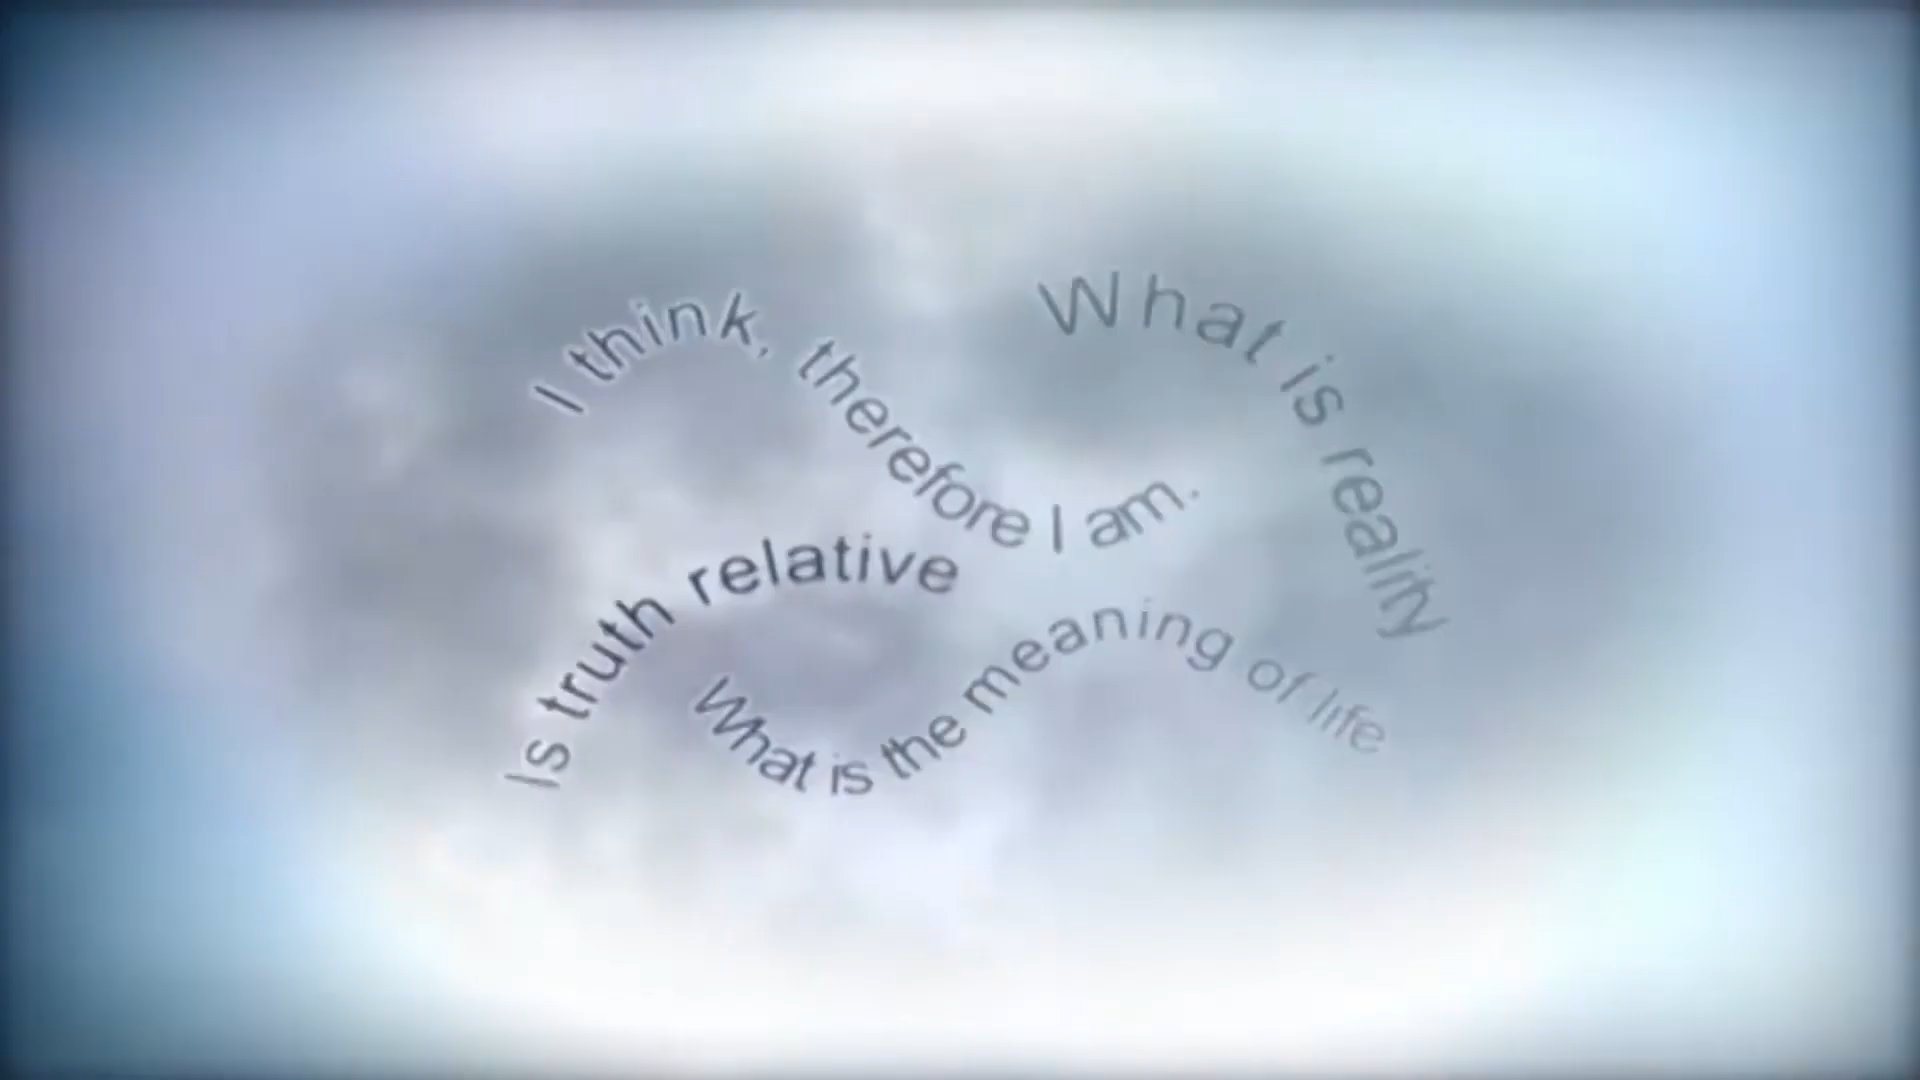 I think, therefore I am.
What is reality
Is truth relative
What is the meaning of life